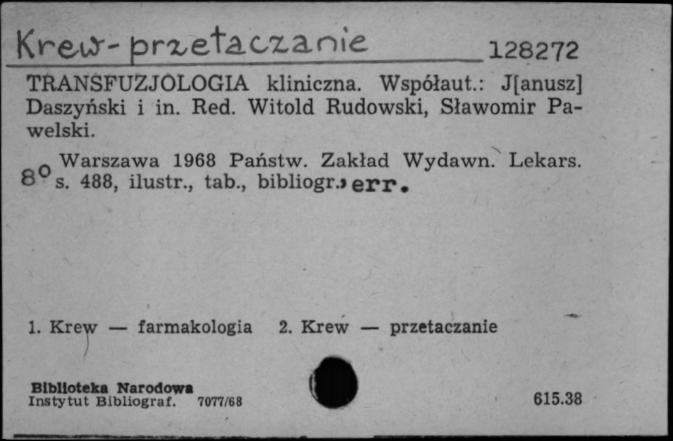 Krew-przetaczanie 128272
TRANSFUZJOLOGIA kliniczna. Współaut.: J[anusz]
Daszyński i in. Red. Witold Rudowski, Sławomir Pa-
welski.
Warszawa 1968 Państw. Zakład Wydawn. Lekars.
8° s. 488, ilustr., tab., bibliogr., err.
1. Krew — farmakologia 2. Krew — przetaczanie
Biblioteka Narodowa
Instytut Bibliograf. 7077/68
615.38